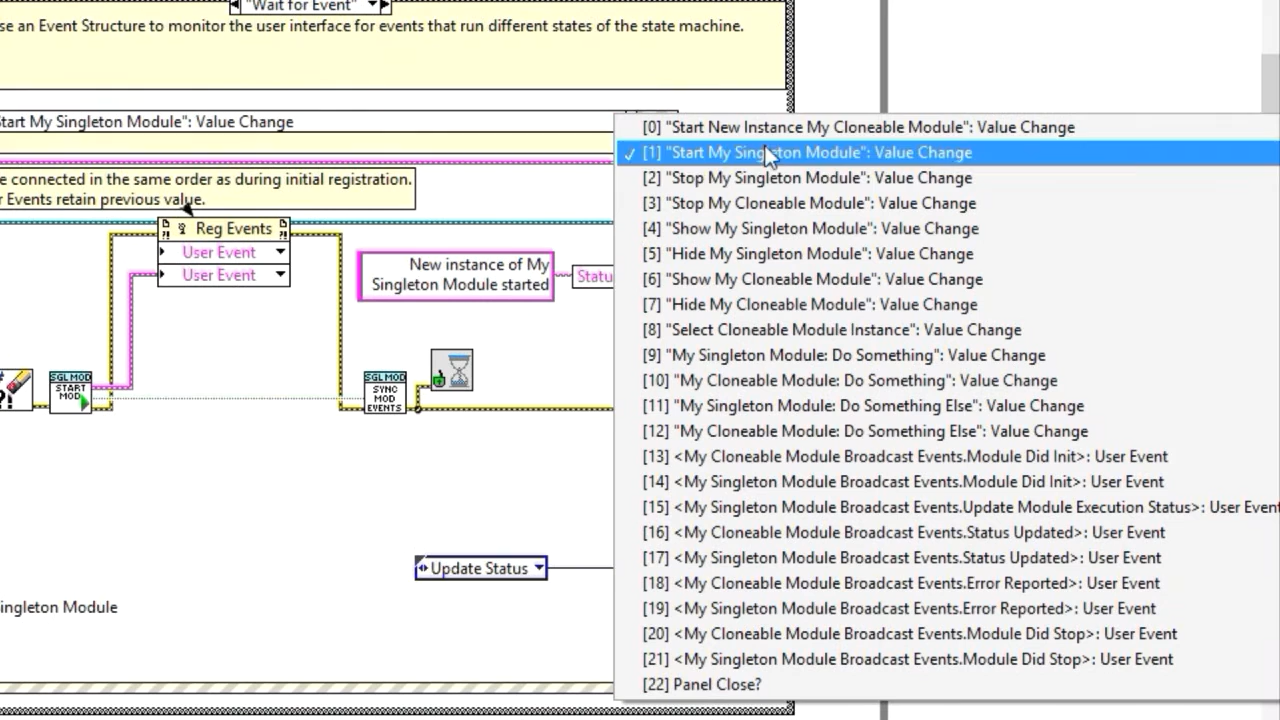 "Wait for Event"
se an Event Structure to monitor the user interface for events that run different states of the state machine.
Start My Singleton Module": Value Change
e connected in the same order as during initial registration.
r Events retain previous value.
Reg Events
User Event
User Event
New instance of My
Singleton Module started
Statu
SGL MOD
START
MOD
SGL MOD
SYNC
MOD
EVENTS
Update Status
ingleton Module
[0] "Start New Instance My Cloneable Module": Value Change
[1] "Start My Singleton Module": Value Change
[2] "Stop My Singleton Module": Value Change
[3] "Stop My Cloneable Module": Value Change
[4] "Show My Singleton Module": Value Change
[5] "Hide My Singleton Module": Value Change
[6] "Show My Cloneable Module": Value Change
[7] "Hide My Cloneable Module": Value Change
[8] "Select Cloneable Module Instance": Value Change
[9] "My Singleton Module: Do Something": Value Change
[10] "My Cloneable Module: Do Something": Value Change
[11] "My Singleton Module: Do Something Else": Value Change
[12] "My Cloneable Module: Do Something Else": Value Change
[13] <My Cloneable Module Broadcast Events.Module Did Init>: User Event
[14] <My Singleton Module Broadcast Events.Module Did Init>: User Event
[15] <My Singleton Module Broadcast Events.Update Module Execution Status>: User Event
[16] <My Cloneable Module Broadcast Events.Status Updated>: User Event
[17] <My Singleton Module Broadcast Events.Status Updated>: User Event
[18] <My Cloneable Module Broadcast Events.Error Reported>: User Event
[19] <My Singleton Module Broadcast Events.Error Reported>: User Event
[20] <My Cloneable Module Broadcast Events.Module Did Stop>: User Event
[21] <My Singleton Module Broadcast Events.Module Did Stop>: User Event
[22] Panel Close?